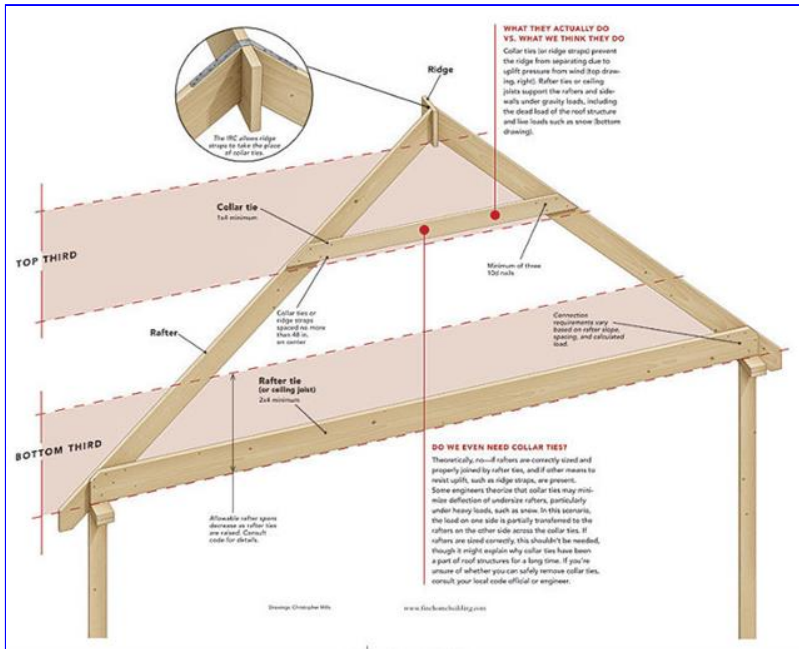 WHAT THEY ACTUALLY DO
VS. WHAT WE THINK THEY DO
Collar ties (or ridge straps) prevent
the ridge from separating due to
uplift pressure from wind (top draw-
ing, right). Rafter ties or ceiling
joists support the rafters and side-
walls under gravity loads, including
the dead load of the roof structure
and live loads such as snow (bottom
drawing).
Ridge
The IRC allows ridge
straps to take the place
of collar ties.
Collar tie
1x4 minimum
TOP THIRD
Minimum of three
10d nails
Collar ties or
ridge straps
spaced no more
than 48 in.
on center
Rafter
Connection
requirements vary
based on rafter slope,
spacing, and calculated
load.
Rafter tie
(or ceiling joist)
2x4 minimum
BOTTOM THIRD
DO WE EVEN NEED COLLAR TIES?
Theoretically, no—if rafters are correctly sized and
properly joined by rafter ties, and if other means to
resist uplift, such as ridge straps, are present.
Some engineers theorize that collar ties may mini-
mize deflection of undersize rafters, particularly
under heavy loads, such as snow. In this scenario,
the load on one side is partially transferred to the
rafters on the other side across the collar ties. If
rafters are sized correctly, this shouldn't be needed,
though it might explain why collar ties have been
a part of roof structures for a long time. If you're
unsure of whether you can safely remove collar ties,
consult your local code official or engineer.
Allowable rafter spans
decrease as rafter ties
are raised. Consult
code for details.
Drawings: Christopher Mills
www.finehomebuilding.com